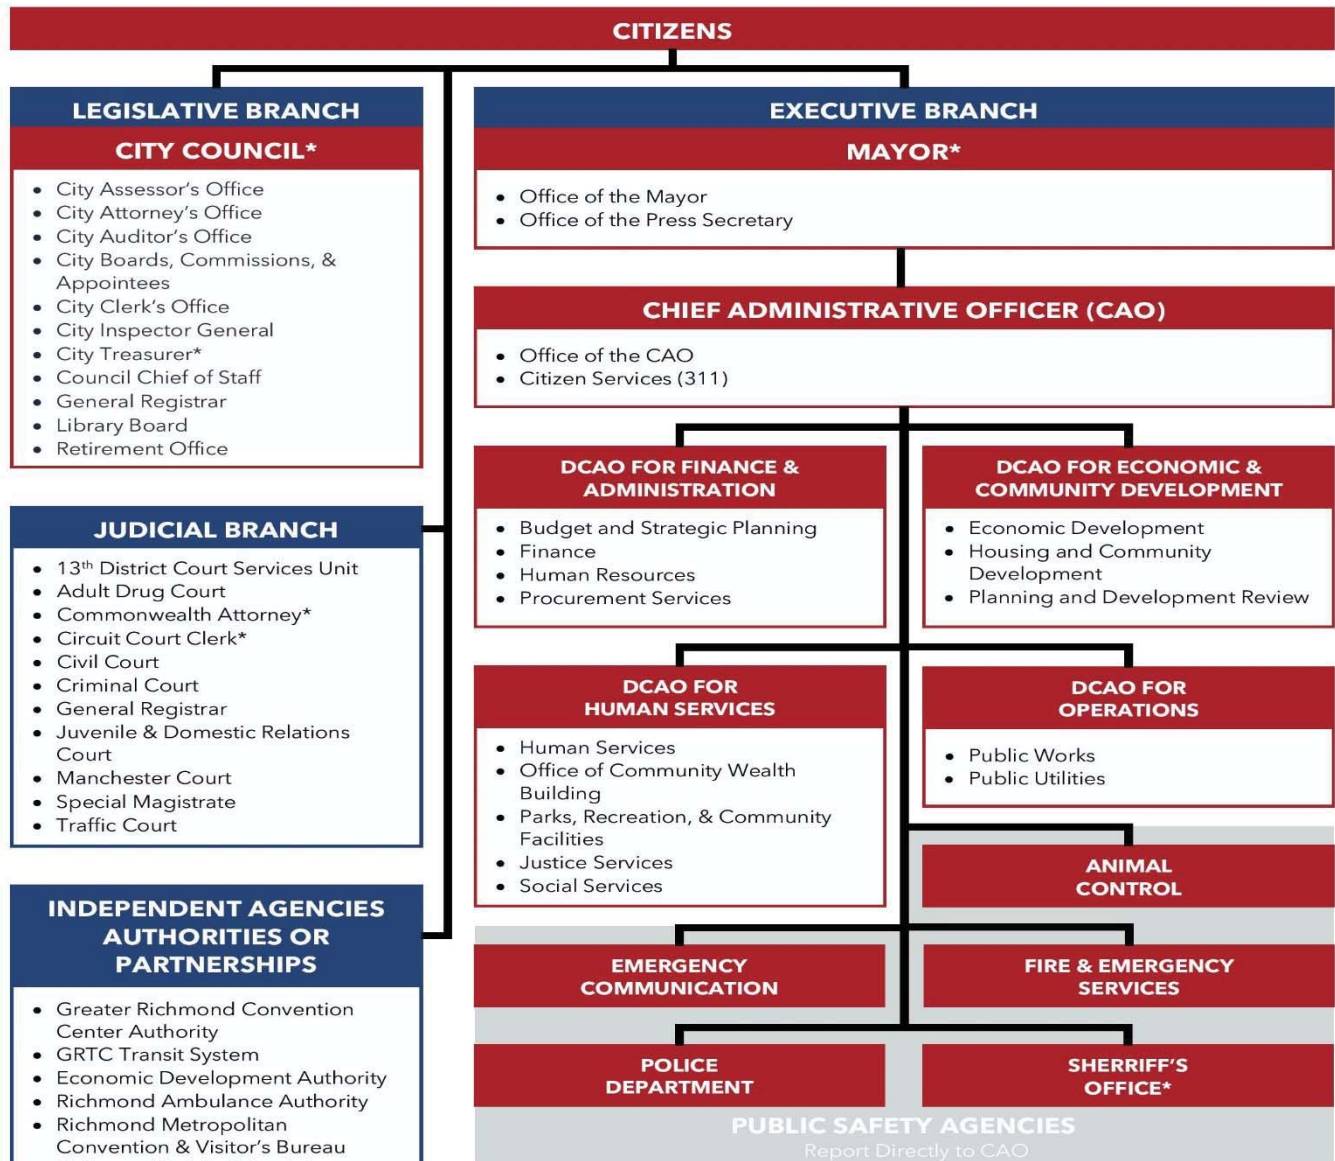 CITIZENS
LEGISLATIVE BRANCH
CITY COUNCIL*
• City Assessor's Office
• City Attorney's Office
• City Auditor's Office
• City Boards, Commissions, &
Appointees
• City Clerk's Office
• City Inspector General
• City Treasurer*
• Council Chief of Staff
• General Registrar
• Library Board
• Retirement Office
JUDICIAL BRANCH
• 13th District Court Services Unit
• Adult Drug Court
• Commonwealth Attorney*
• Circuit Court Clerk*
• Civil Court
• Criminal Court
• General Registrar
• Juvenile & Domestic Relations
Court
• Manchester Court
• Special Magistrate
• Traffic Court
INDEPENDENT AGENCIES
AUTHORITIES OR
PARTNERSHIPS
• Greater Richmond Convention
Center Authority
• GRTC Transit System
• Economic Development Authority
• Richmond Ambulance Authority
• Richmond Metropolitan
Convention & Visitor's Bureau
EXECUTIVE BRANCH
MAYOR*
• Office of the Mayor
• Office of the Press Secretary
CHIEF ADMINISTRATIVE OFFICER (CAO)
• Office of the CAO
• Citizen Services (311)
DCAO FOR FINANCE &
ADMINISTRATION
• Budget and Strategic Planning
• Finance
• Human Resources
• Procurement Services
DCAO FOR ECONOMIC &
COMMUNITY DEVELOPMENT
• Economic Development
• Housing and Community
Development
• Planning and Development Review
DCAO FOR
HUMAN SERVICES
• Human Services
• Office of Community Wealth
Building
• Parks, Recreation, & Community
Facilities
• Justice Services
• Social Services
DCAO FOR
OPERATIONS
• Public Works
• Public Utilities
ANIMAL
CONTROL
EMERGENCY
COMMUNICATION
FIRE & EMERGENCY
SERVICES
POLICE
DEPARTMENT
SHERRIFF'S
OFFICE*
PUBLIC SAFETY AGENCIES
Report Directly to CAO